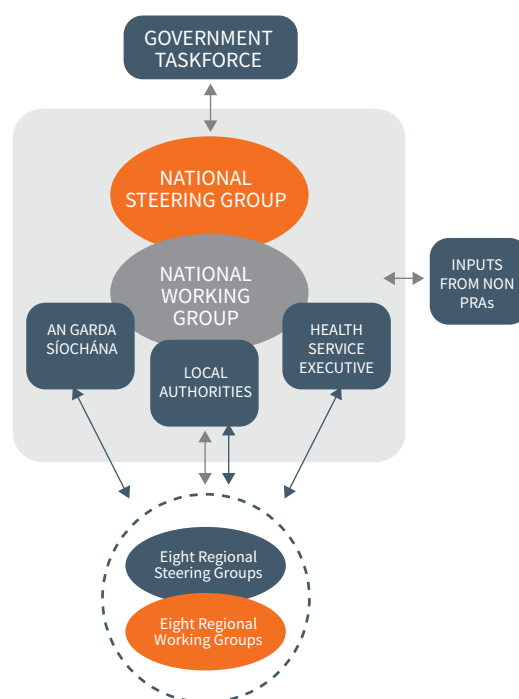 GOVERNMENT
TASKFORCE
NATIONAL
STEERING GROUP
NATIONAL
WORKING
GROUP
INPUTS
FROM NON
PRAs
AN GARDA
SÍOCHÁNA
LOCAL
AUTHORITIES
HEALTH
SERVICE
EXECUTIVE
Eight Regional
Steering Groups
Eight Regional
Working Groups